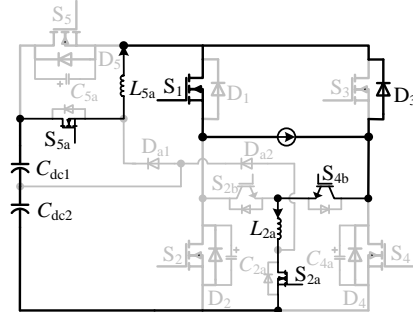 S5
D5
C5a
L5a
S1
D1
S3
D3
S5a
Da1
Da2
Cdc1
Cdc2
S2b
S4b
L2a
S2
D2
C2a
S2a
C4a
D4
S4